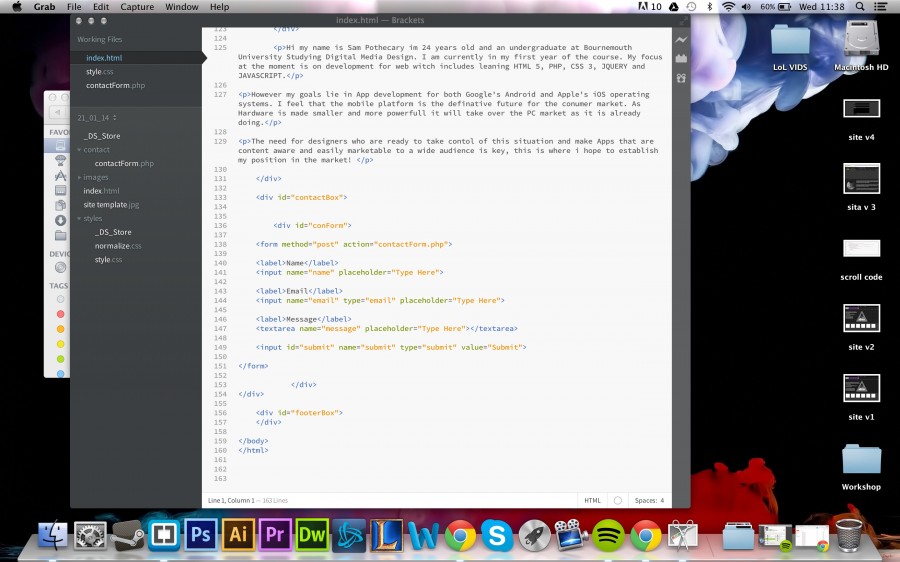 Grab File Edit Capture Window Help
10 60% Wed 11:38
index.html — Brackets
Working Files
index.html
style.css
contactForm.php
21_01_14
_DS_Store
contact
contactForm.php
images
index.html
site template.jpg
styles
_DS_Store
normalize.css
style.css
FAVO
DEVIC
TAGS
123 </div>
124
125 <p>Hi my name is Sam Pothecary im 24 years old and an undergraduate at Bournemouth
University Studying Digital Media Design. I am currently in my first year of the course. My focus
at the moment is on development for web witch includes leaning HTML 5, PHP, CSS 3, JQUERY and
JAVASCRIPT.</p>
126
127 <p>However my goals lie in App development for both Google's Android and Apple's iOS operating
systems. I feel that the mobile platform is the definative future for the conumer market. As
Hardware is made smaller and more powerfull it will take over the PC market as it is already
doing.</p>
128
129 <p>The need for designers who are ready to take contol of this situation and make Apps that are
content aware and easily marketable to a wide audience is key, this is where i hope to establish
my position in the market! </p>
130
131 </div>
132
133 <div id="contactBox">
134
135
136 <div id="conForm">
137
138 <form method="post" action="contactForm.php">
139
140 <label>Name</label>
141 <input name="name" placeholder="Type Here">
142
143 <label>Email</label>
144 <input name="email" type="email" placeholder="Type Here">
145
146 <label>Message</label>
147 <textarea name="message" placeholder="Type Here"></textarea>
148
149 <input id="submit" name="submit" type="submit" value="Submit">
150
151 </form>
152
153 </div>
154 </div>
155
156 <div id="footerBox">
157 </div>
158
159 </body>
160 </html>
161
162
163
Line 1, Column 1 — 163 Lines
HTML
Spaces: 4
LoL VIDS
Macintosh HD
site v4
sita v 3
scroll code
site v2
site v1
Workshop
Ps
Ai
Pr
Dw